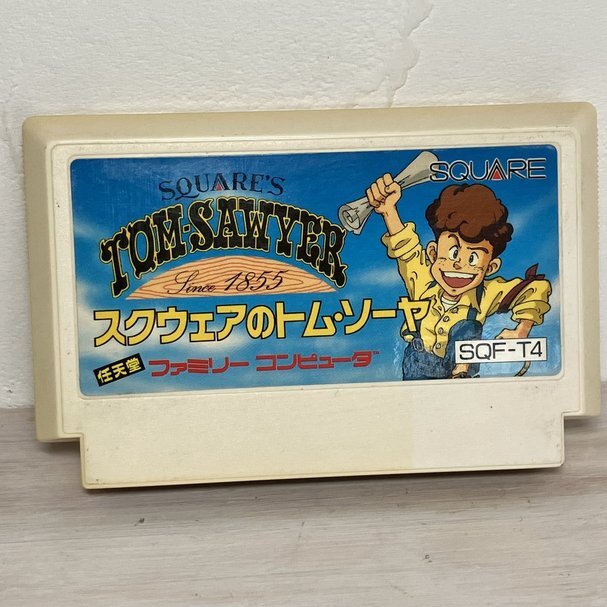 SQUARE
SQUARE'S
TOM・SAWYER
Since 1855
スクウェアのトム・ソーヤ
SQF-T4
任天堂 ファミリー コンピュータ